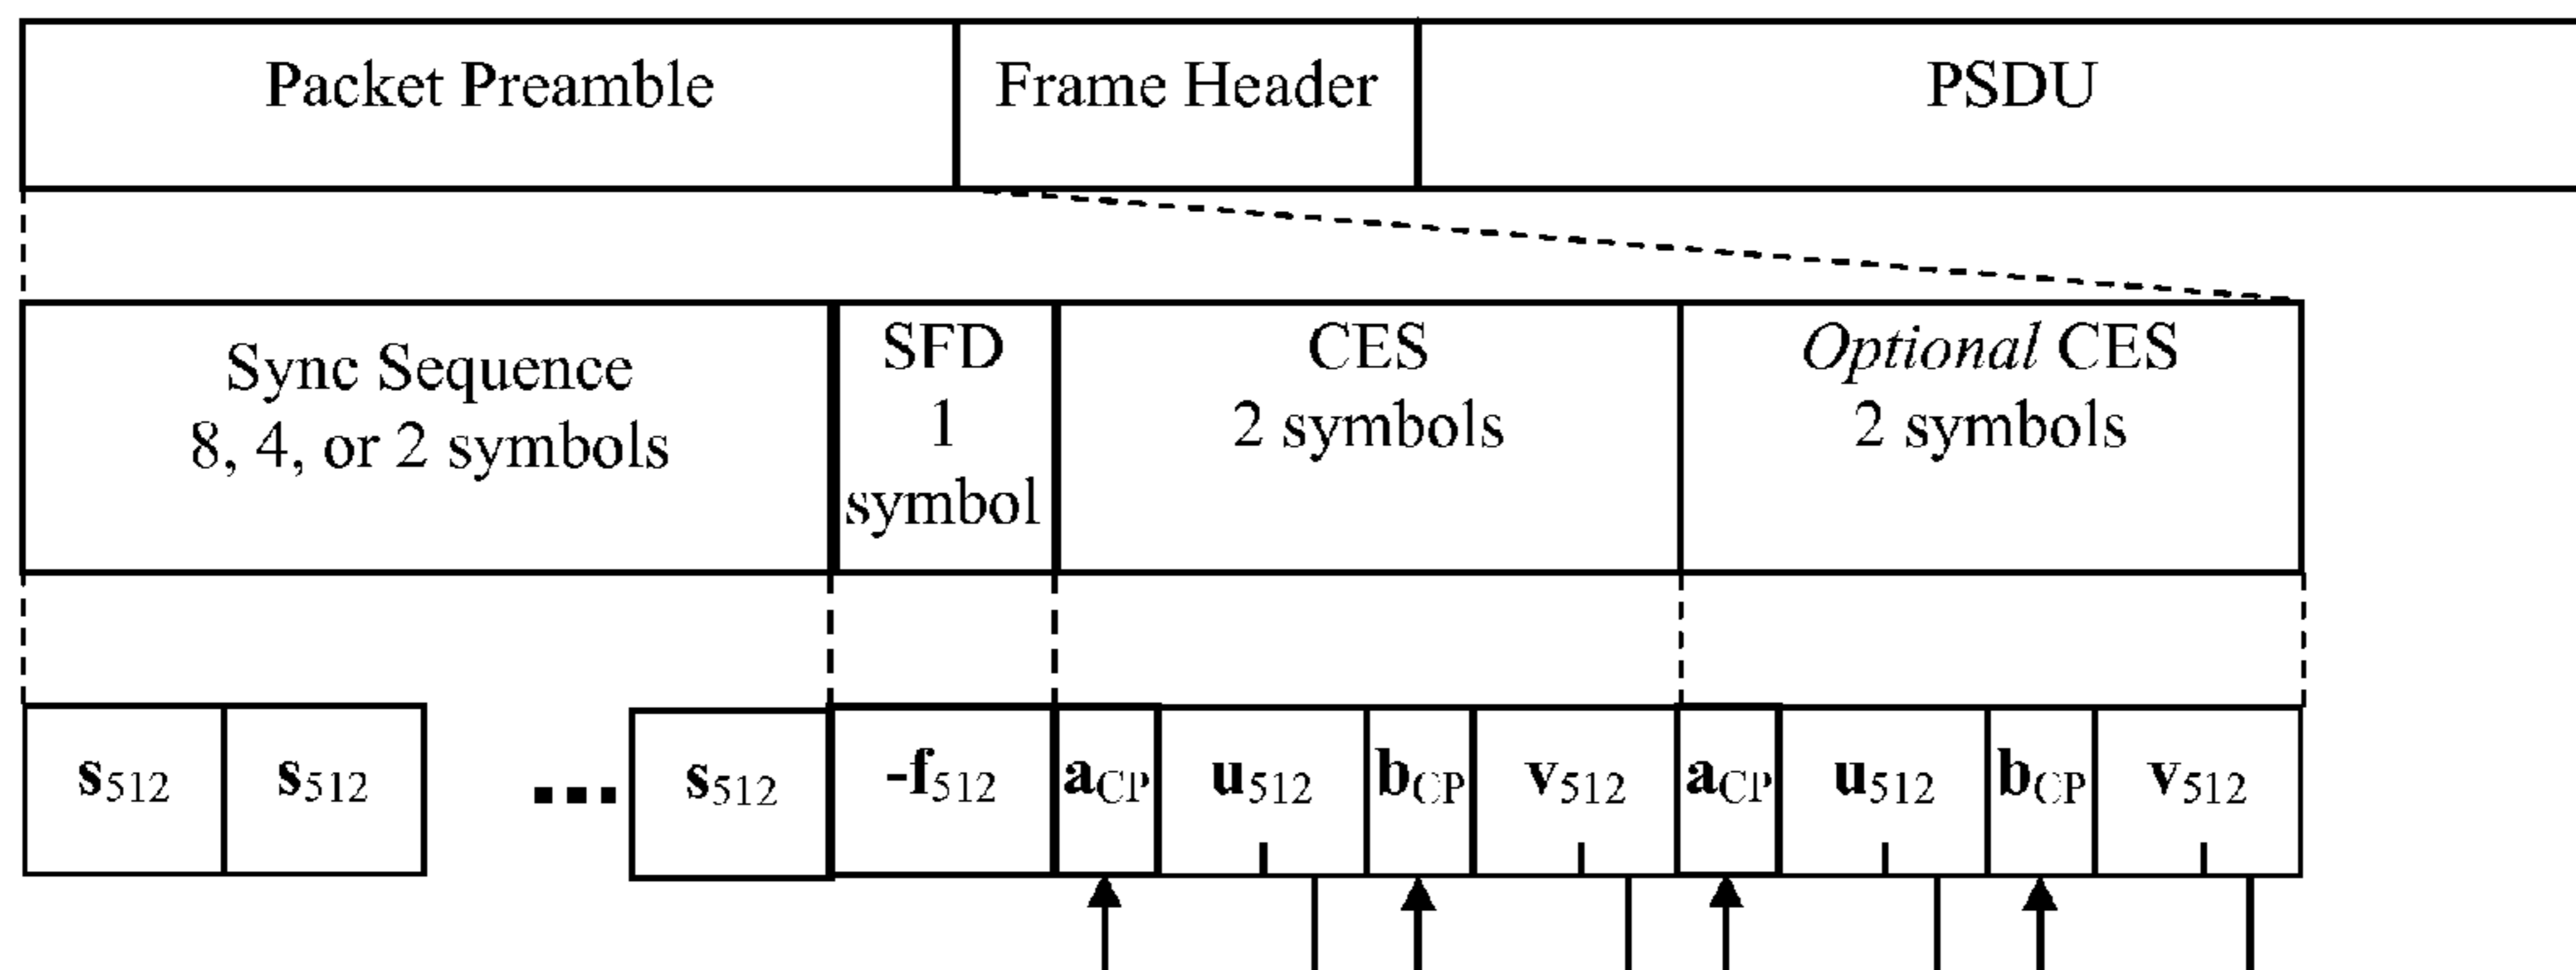 Packet Preamble Frame Header PSDU
Sync Sequence
8, 4, or 2 symbols
SFD
1
symbol
CES
2 symbols
Optional CES
2 symbols
s512 s512 ... s512 -f512 aCP u512 bCP v512 aCP u512 bCP v512